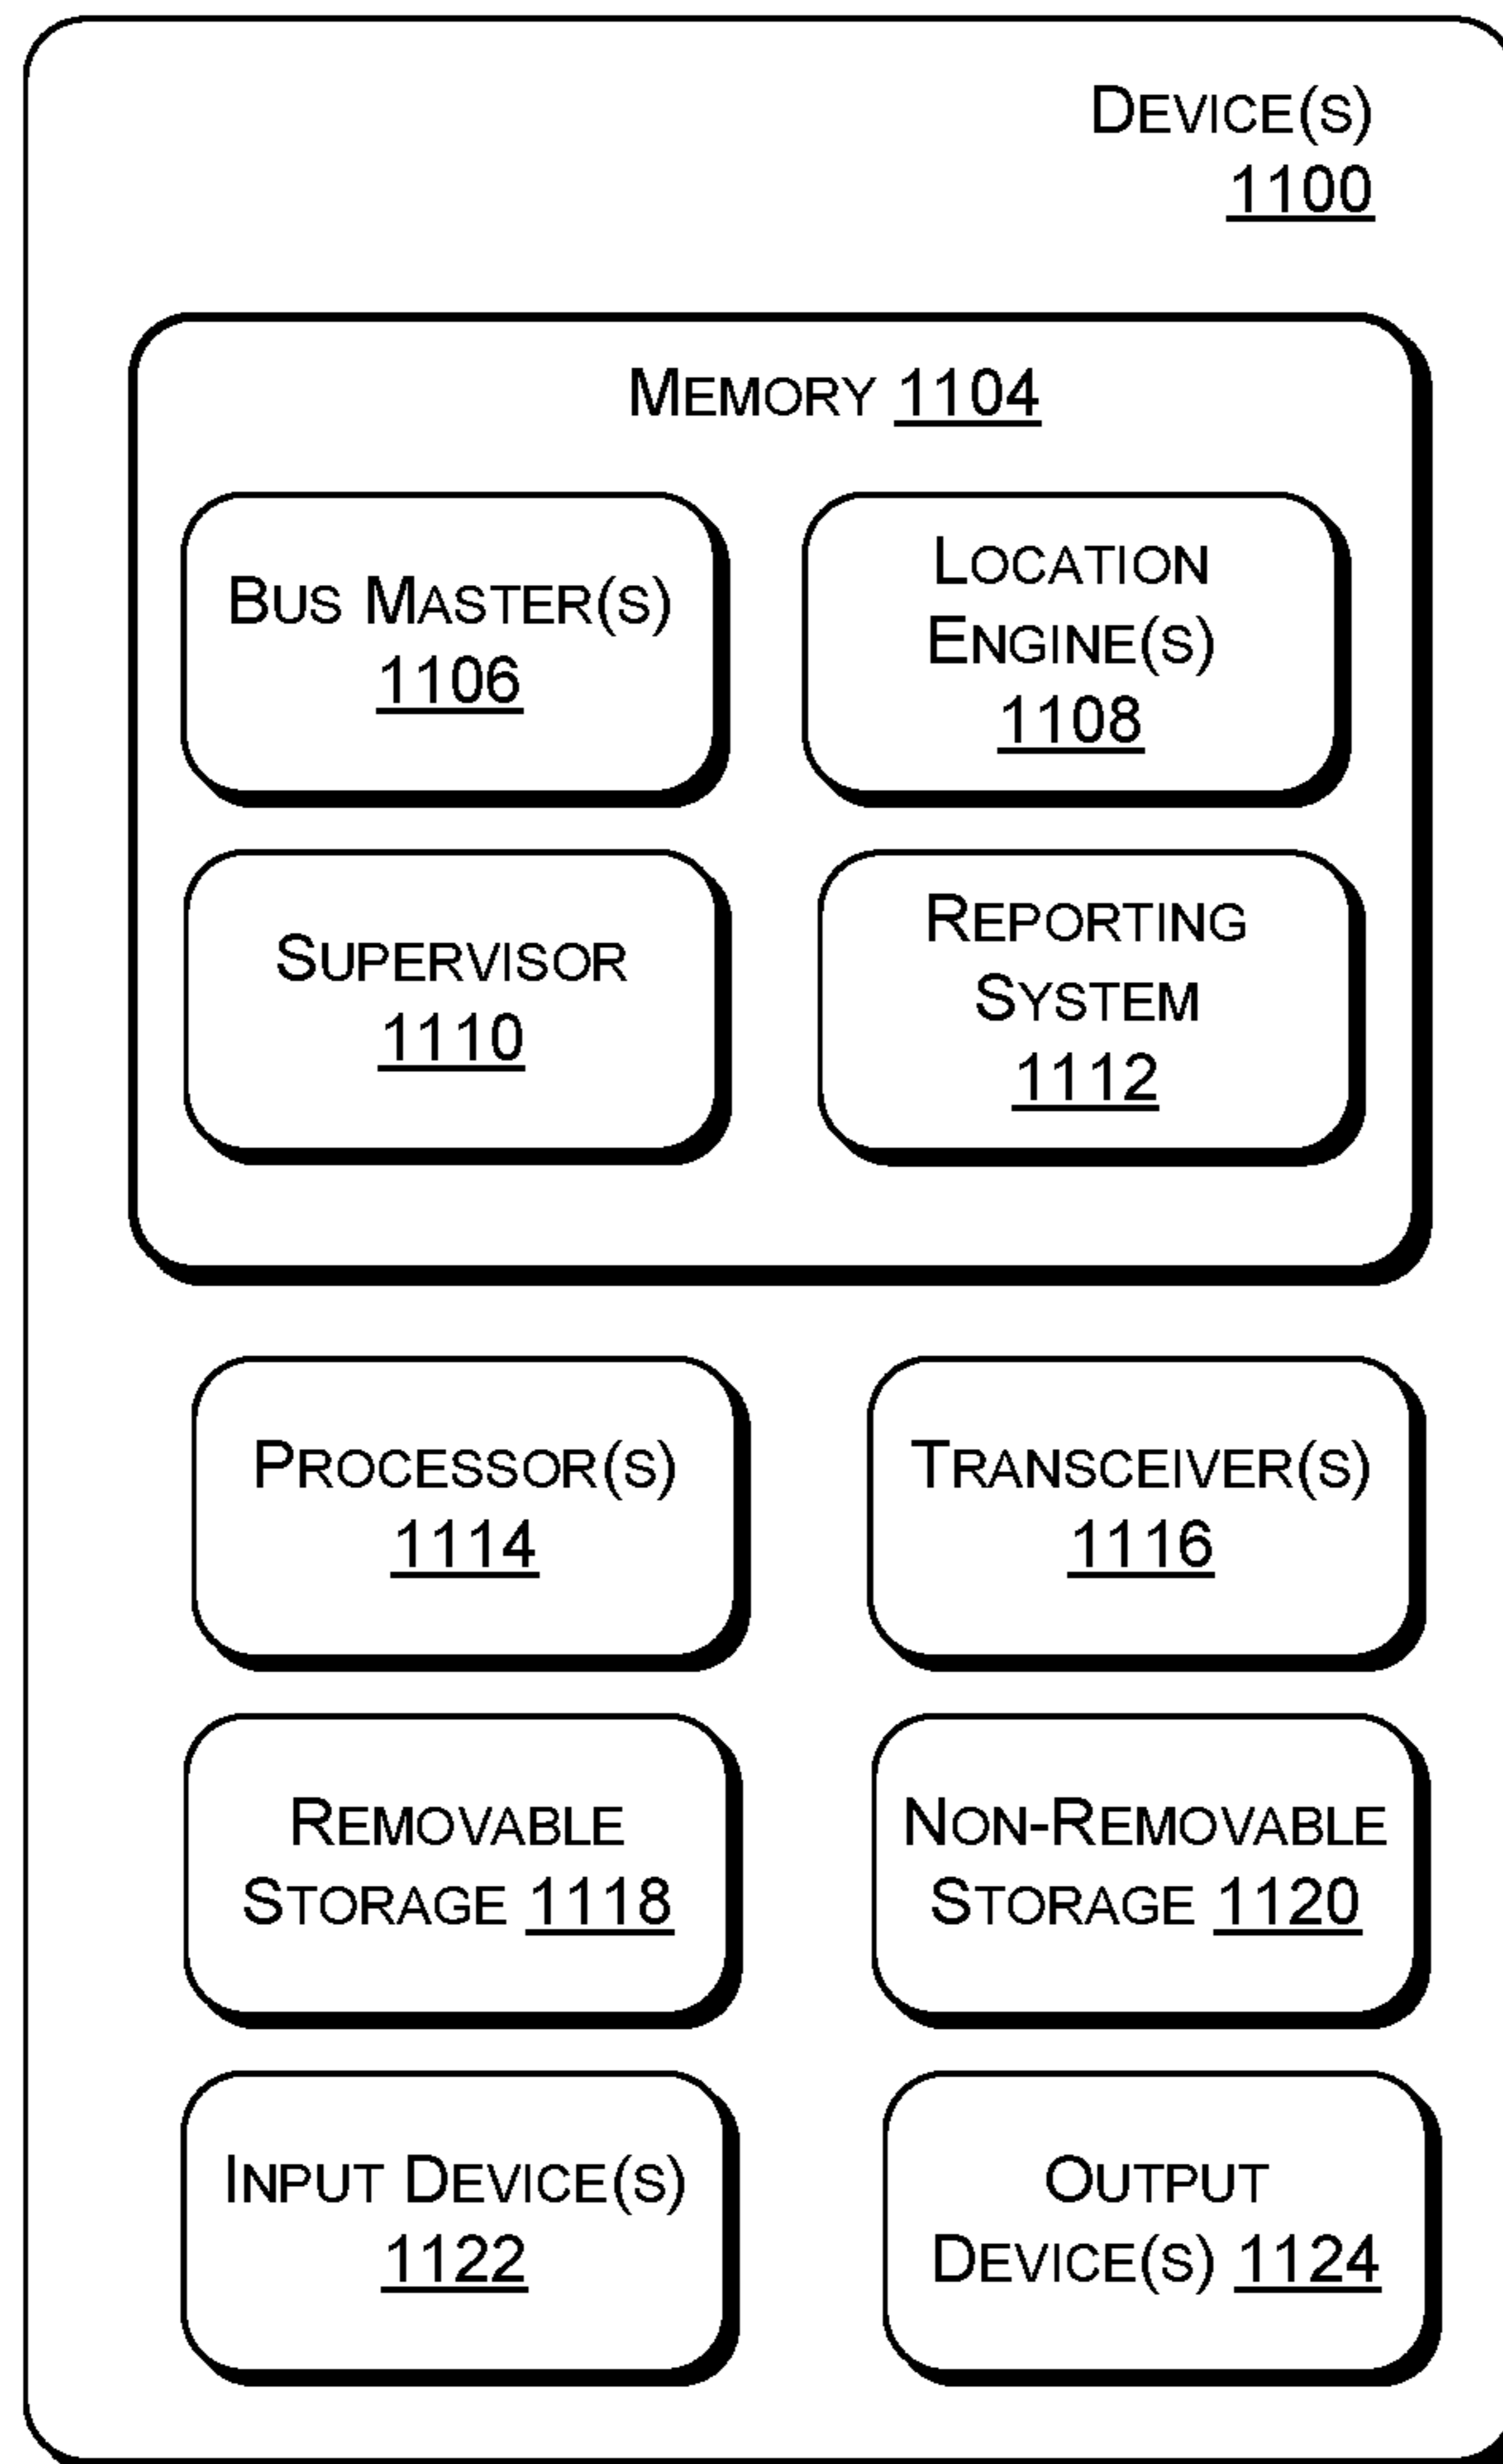 DEVICE(S)
1100
MEMORY 1104
BUS MASTER(S)
1106
LOCATION
ENGINE(S)
1108
SUPERVISOR
1110
REPORTING
SYSTEM
1112
PROCESSOR(S)
1114
TRANSCEIVER(S)
1116
REMOVABLE
STORAGE 1118
NON-REMOVABLE
STORAGE 1120
INPUT DEVICE(S)
1122
OUTPUT
DEVICE(S) 1124